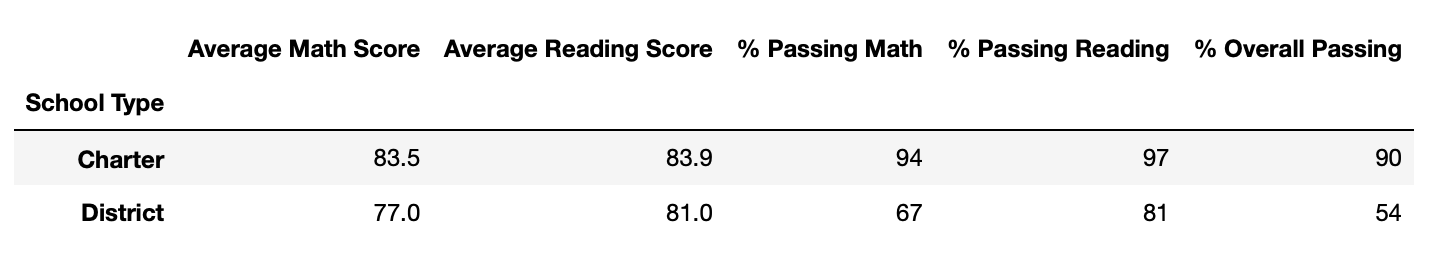 Average Math Score Average Reading Score % Passing Math % Passing Reading % Overall Passing
School Type
Charter 83.5 83.9 94 97 90
District 77.0 81.0 67 81 54